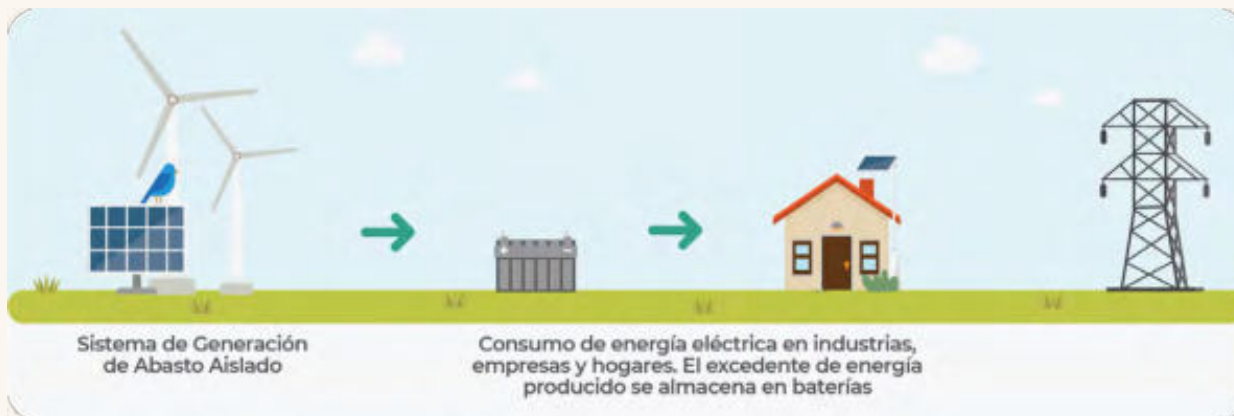 Sistema de Generación
de Abasto Aislado
Consumo de energía eléctrica en industrias,
empresas y hogares. El excedente de energía
producido se almacena en baterías